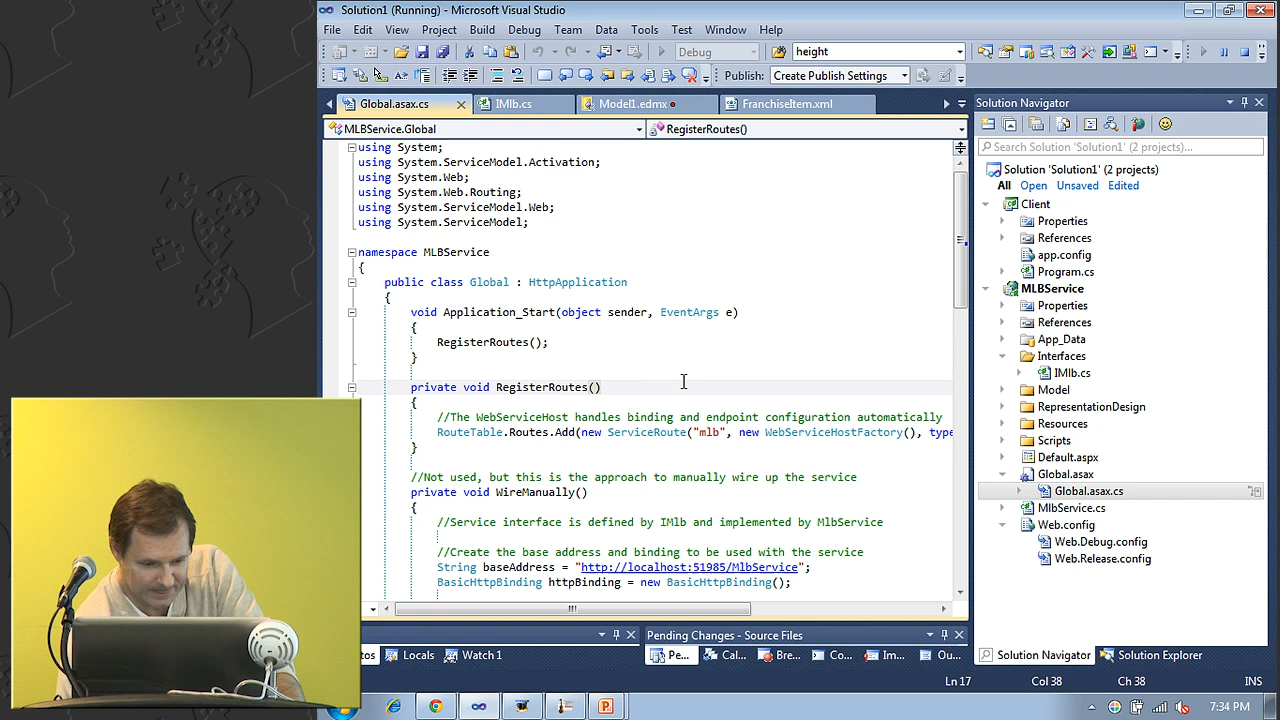 Solution1 (Running) - Microsoft Visual Studio
File Edit View Project Build Debug Team Data Tools Test Window Help
Debug height
Publish: Create Publish Settings
Global.asax.cs IMlb.cs Model1.edmx FranchiseItem.xml
MLBService.Global RegisterRoutes()
using System;
using System.ServiceModel.Activation;
using System.Web;
using System.Web.Routing;
using System.ServiceModel.Web;
using System.ServiceModel;
namespace MLBService
{
public class Global : HttpApplication
{
void Application_Start(object sender, EventArgs e)
{
RegisterRoutes();
}
private void RegisterRoutes()
{
//The WebServiceHost handles binding and endpoint configuration automatically
RouteTable.Routes.Add(new ServiceRoute("mlb", new WebServiceHostFactory(), type
}
//Not used, but this is the approach to manually wire up the service
private void WireManually()
{
//Service interface is defined by IMlb and implemented by MlbService
//Create the base address and binding to be used with the service
String baseAddress = "http://localhost:51985/MlbService";
BasicHttpBinding httpBinding = new BasicHttpBinding();
Solution Navigator
Search Solution 'Solution1' (2 projects)...
Solution 'Solution1' (2 projects)
All Open Unsaved Edited
Client
Properties
References
app.config
Program.cs
MLBService
Properties
References
App_Data
Interfaces
IMlb.cs
Model
RepresentationDesign
Resources
Scripts
Default.aspx
Global.asax
Global.asax.cs
MlbService.cs
Web.config
Web.Debug.config
Web.Release.config
Pending Changes - Source Files
tos Locals Watch 1 Pe... Cal... Bre... Co... Im... Ou...
Solution Navigator Solution Explorer
Ln 17 Col 38 Ch 38 INS
7:34 PM